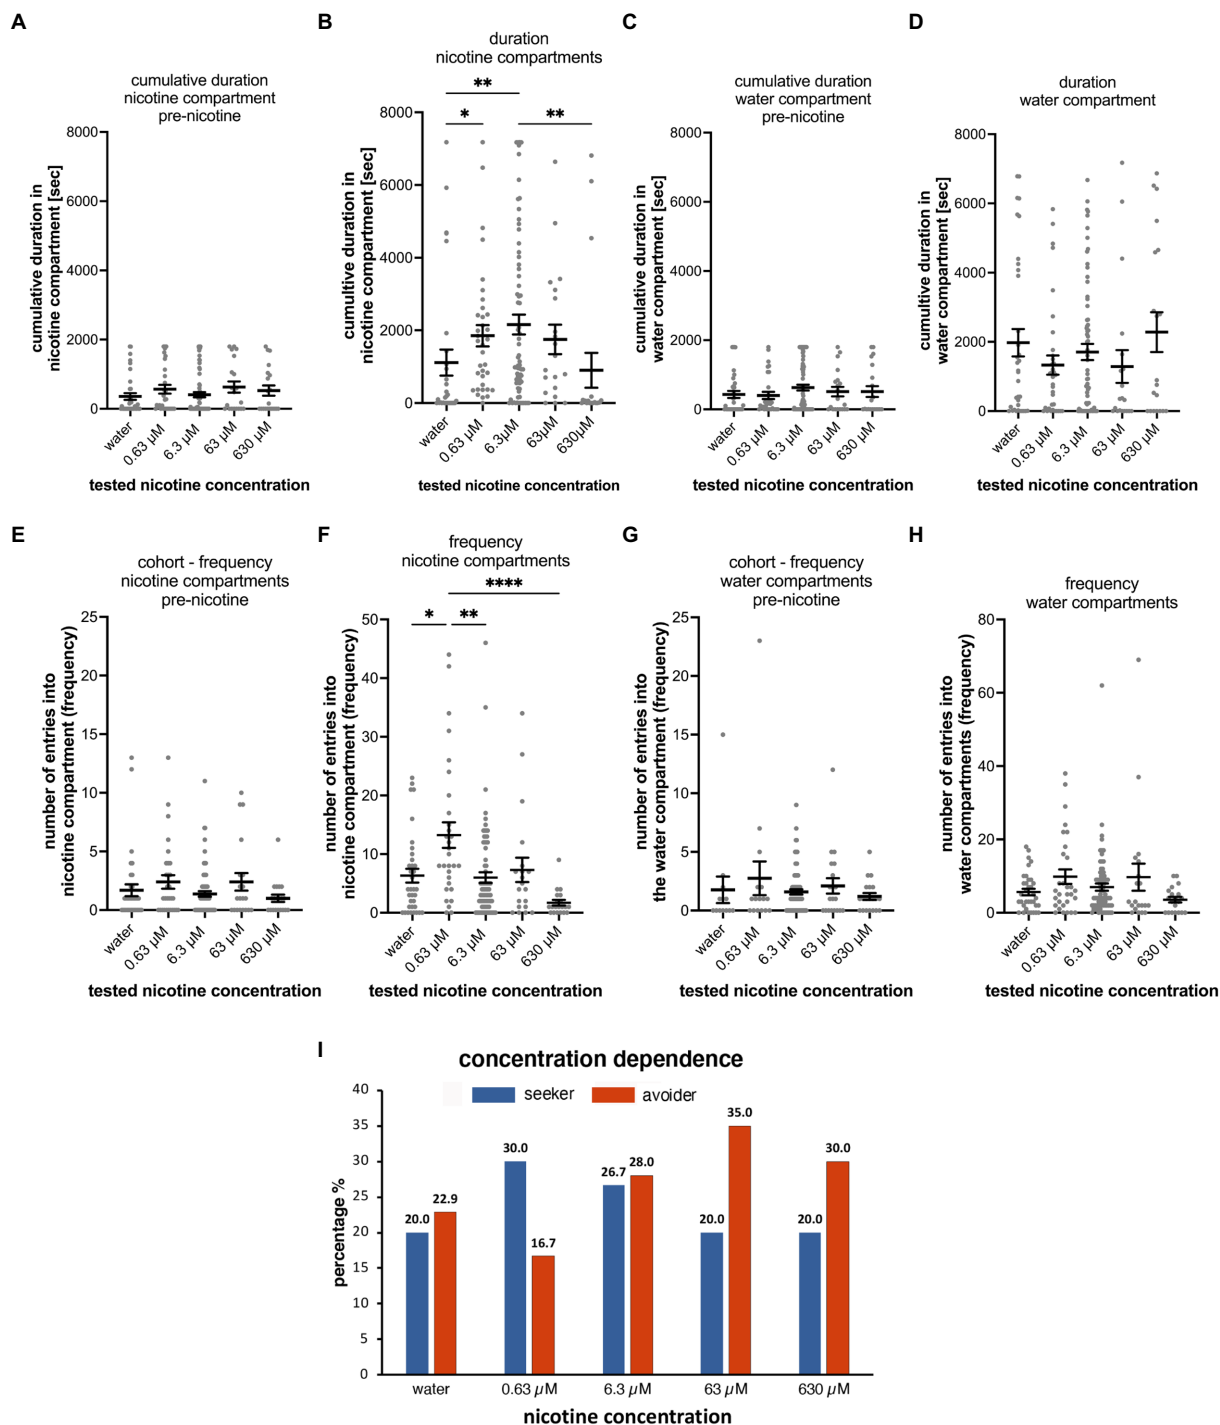 A
cumulative duration
nicotine compartment
pre-nicotine
cumulative duration in
nicotine compartment [sec]
8000
6000
4000
2000
0
water
0.63 µM
6.3 µM
63 µM
630 µM
tested nicotine concentration
B
duration
nicotine compartments
**
*
**
cumultive duration in
nicotine compartment [sec]
8000
6000
4000
2000
0
water
0.63 µM
6.3µM
63µM
630µM
tested nicotine concentration
C
cumulative duration
water compartment
pre-nicotine
cumulative duration in
water compartment [sec]
8000
6000
4000
2000
0
water
0.63 µM
6.3 µM
63 µM
630 µM
tested nicotine concentration
D
duration
water compartment
cumultive duration in
water compartment [sec]
8000
6000
4000
2000
0
water
0.63 µM
6.3 µM
63 µM
630 µM
tested nicotine concentration
E
cohort - frequency
nicotine compartments
pre-nicotine
number of entries into
nicotine compartment (frequency)
25
20
15
10
5
0
water
0.63 µM
6.3 µM
63 µM
630 µM
tested nicotine concentration
F
frequency
nicotine compartments
****
*
**
number of entries into
nicotine compartment (frequency)
50
40
30
20
10
0
water
0.63 µM
6.3 µM
63 µM
630 µM
tested nicotine concentration
G
cohort - frequency
water compartments
pre-nicotine
number of entries into
the water compartment (frequency)
25
20
15
10
5
0
water
0.63 µM
6.3 µM
63 µM
630 µM
tested nicotine concentration
H
frequency
water compartments
number of entries into
water compartments (frequency)
80
60
40
20
0
water
0.63 µM
6.3 µM
63 µM
630 µM
tested nicotine concentration
I
concentration dependence
seeker
avoider
percentage %
40
35
30
25
20
15
10
5
0
20.0
22.9
30.0
16.7
26.7
28.0
20.0
35.0
20.0
30.0
water
0.63 µM
6.3 µM
63 µM
630 µM
nicotine concentration